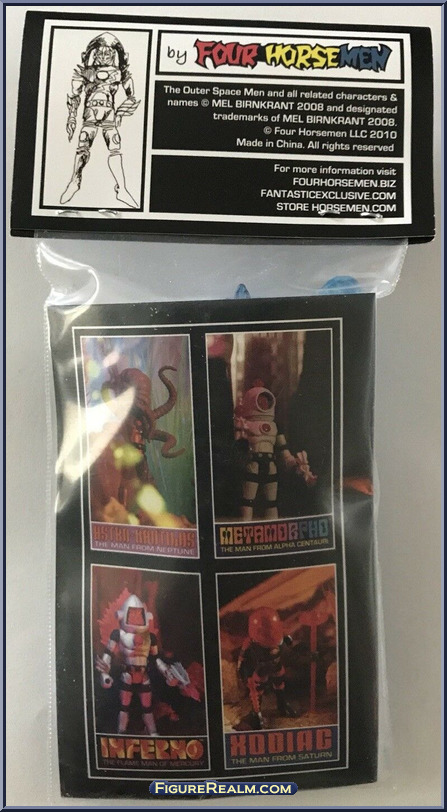 by FOUR HORSEMEN
The Outer Space Men and all related characters &
names © MEL BIRNKRANT 2008 and designated
trademarks of MEL BIRNKRANT 2008.
© Four Horsemen LLC 2010
Made in China. All rights reserved
For more information visit
FOURHORSEMEN.BIZ
FANTASTICEXCLUSIVE.COM
STORE HORSEMEN.COM
ASTRO-NAUTILUS
THE MAN FROM NEPTUNE
METAMORPHO
THE MAN FROM ALPHA CENTAURI
INFERNO
THE FLAME MAN OF MERCURY
XODIAC
THE MAN FROM SATURN
FIGUREREALM.COM